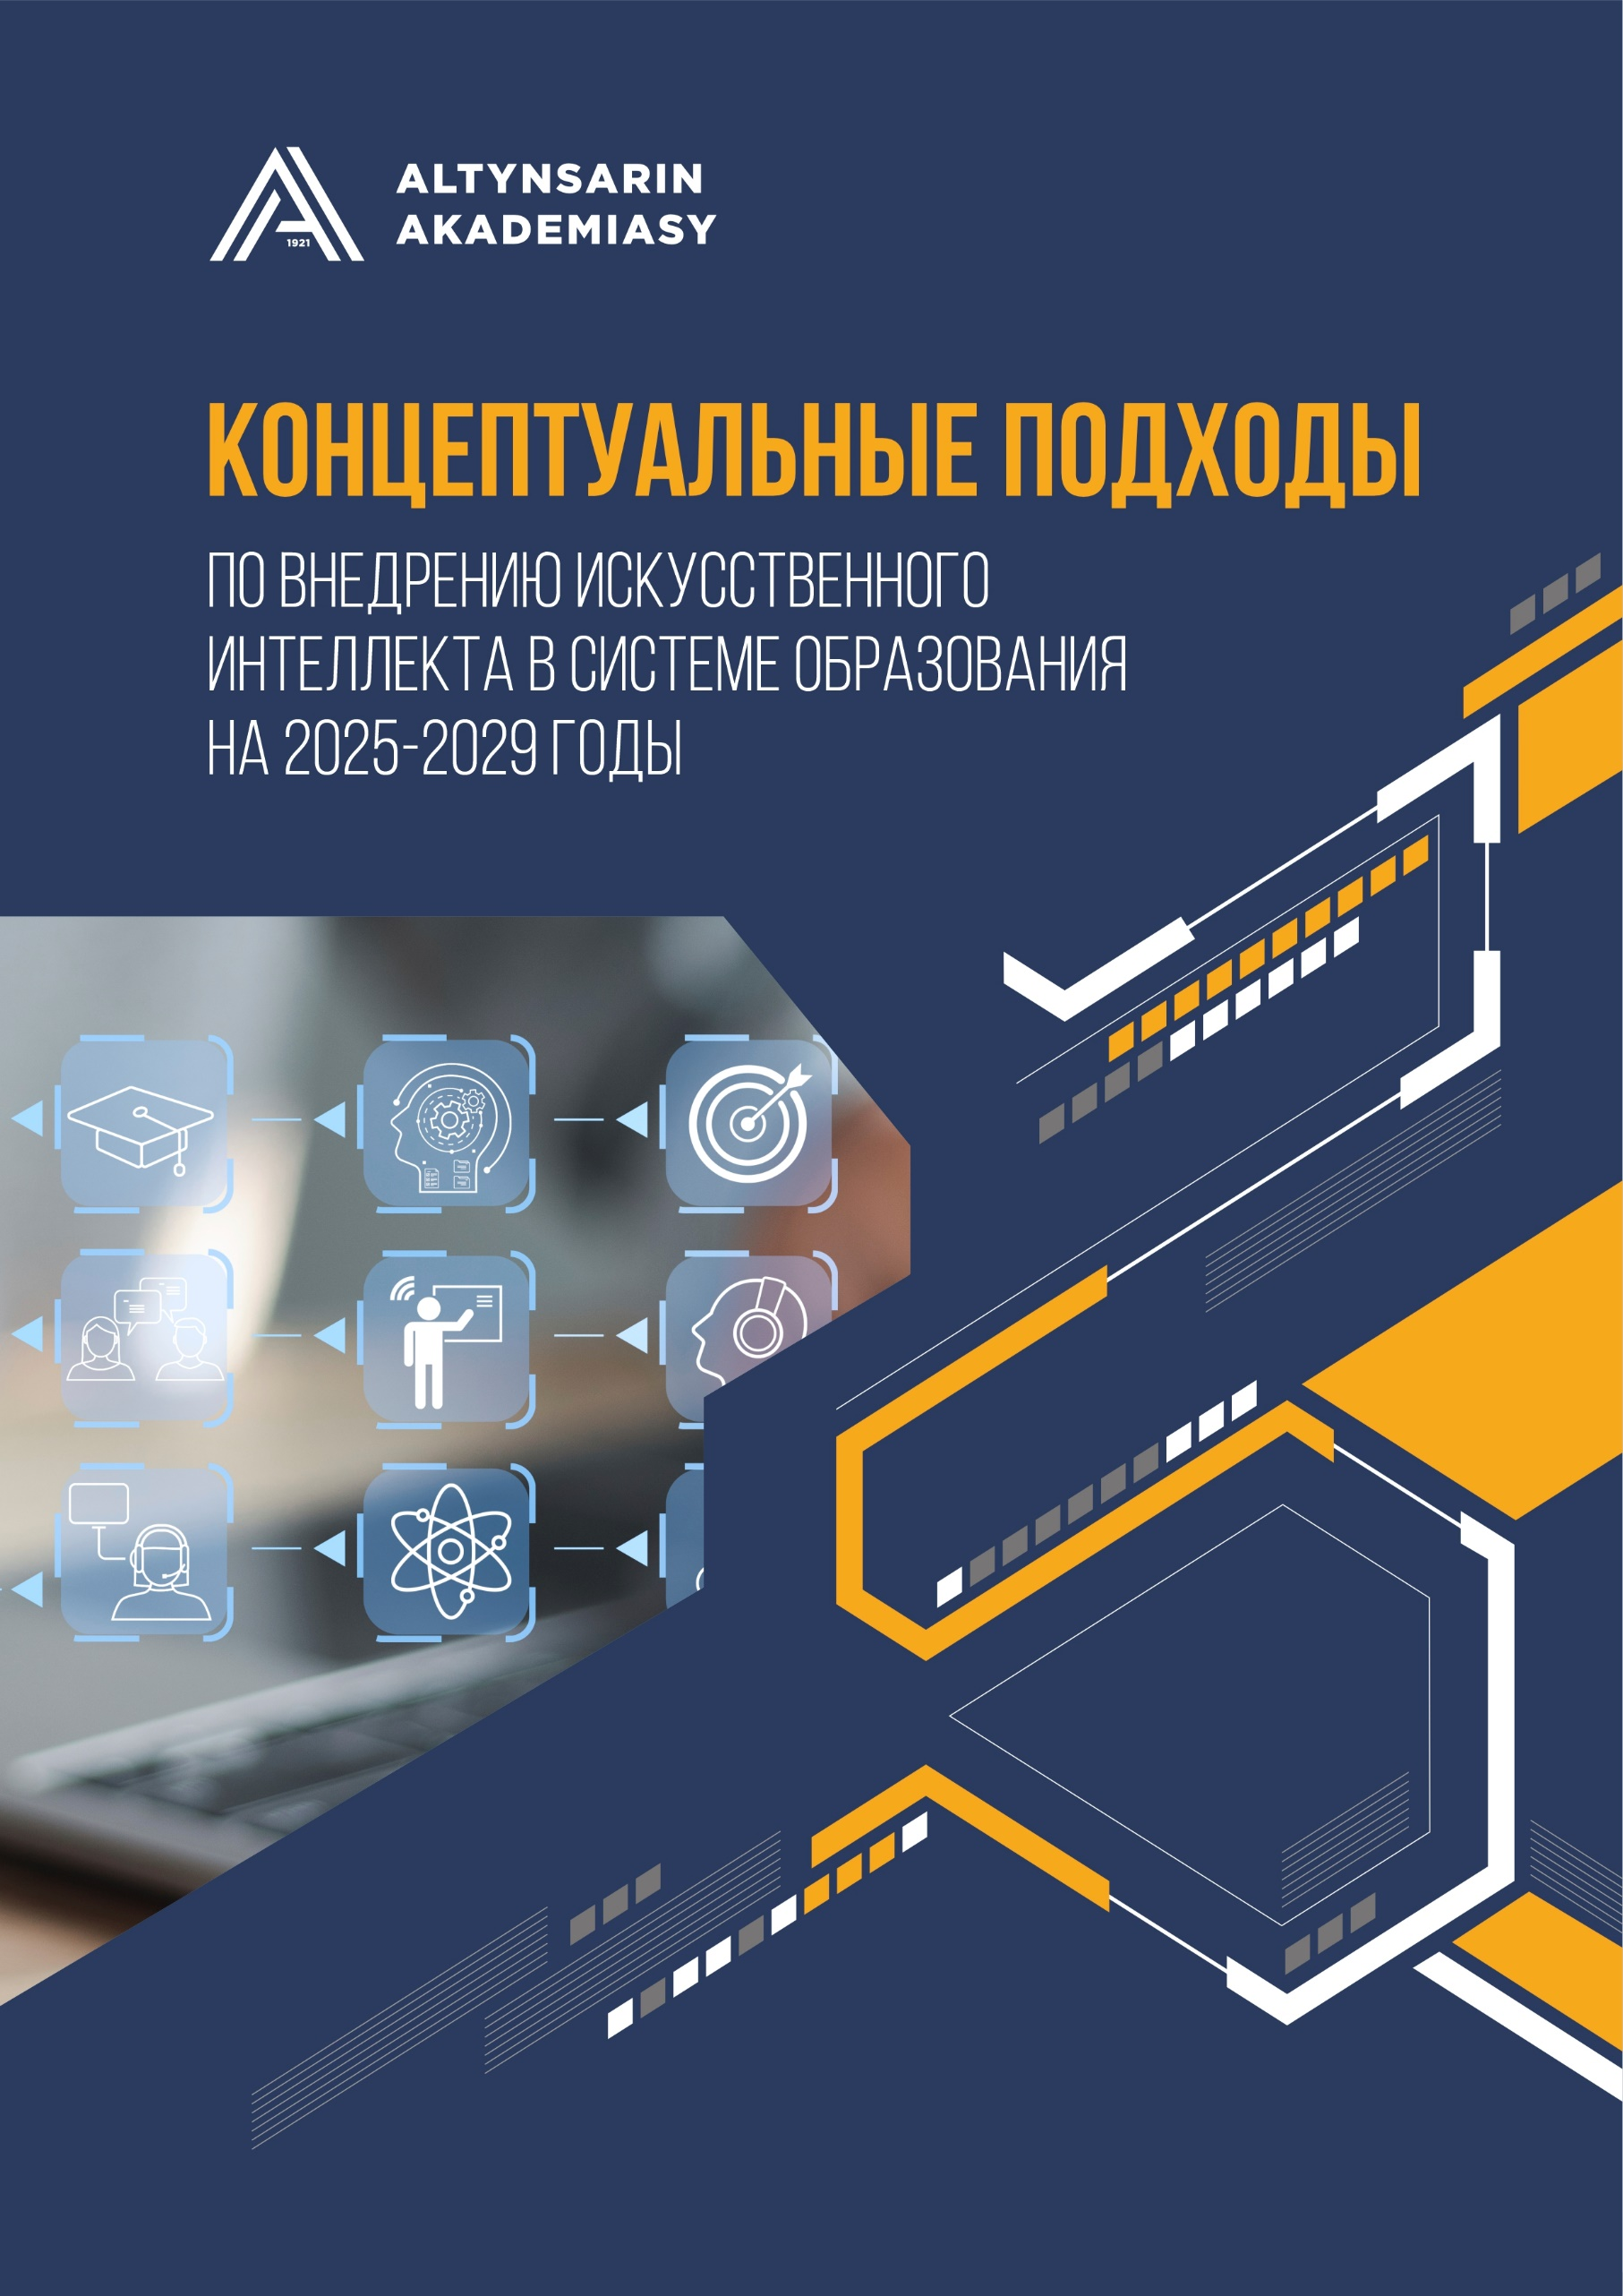 1921
ALTYNSARIN
AKADEMIASY
КОНЦЕПТУАЛЬНЫЕ ПОДХОДЫ
ПО ВНЕДРЕНИЮ ИСКУССТВЕННОГО
ИНТЕЛЛЕКТА В СИСТЕМЕ ОБРАЗОВАНИЯ
НА 2025-2029 ГОДЫ